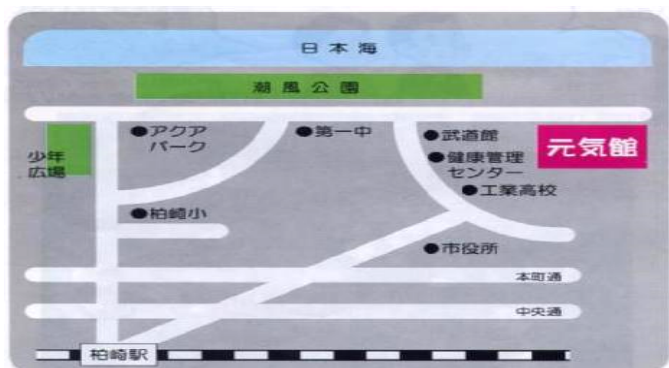 日本海
潮風公園
●アクア
パーク
●第一中
●武道館
元気館
少年
広場
●健康管理
センター
●工業高校
●柏崎小
●市役所
本町通
中央通
柏崎駅